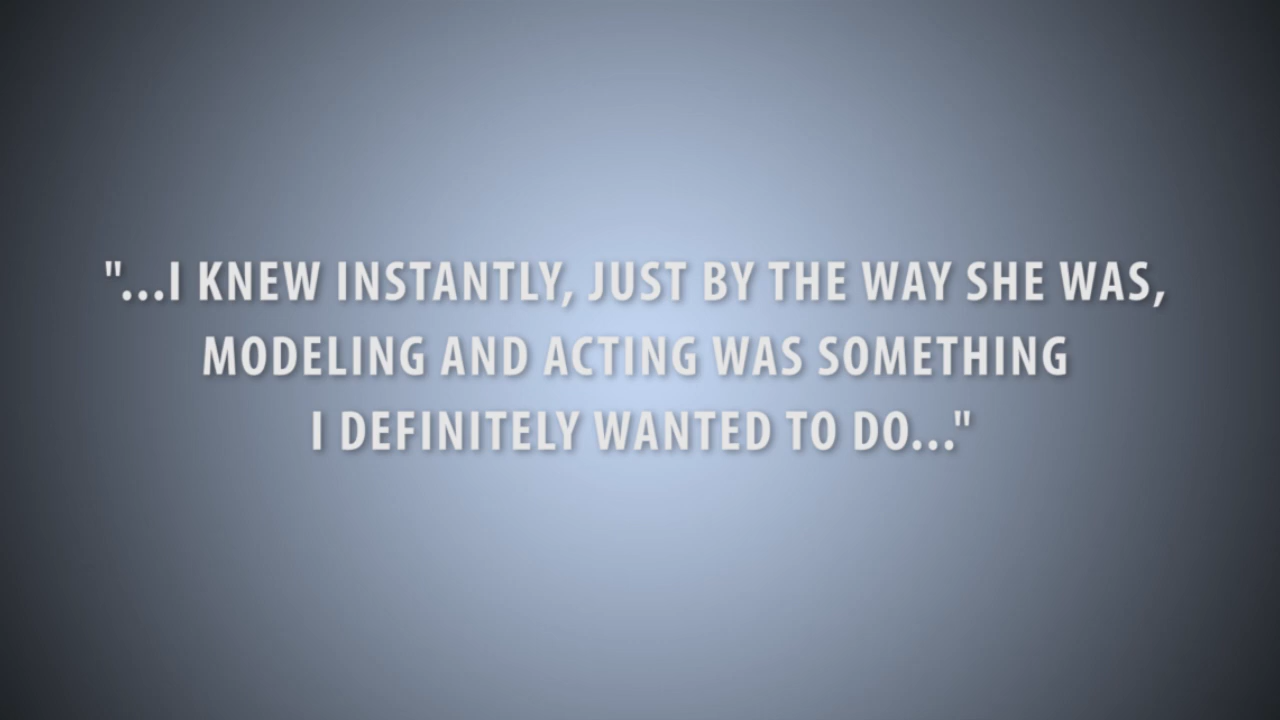 "...I KNEW INSTANTLY, JUST BY THE WAY SHE WAS,
MODELING AND ACTING WAS SOMETHING
I DEFINITELY WANTED TO DO..."